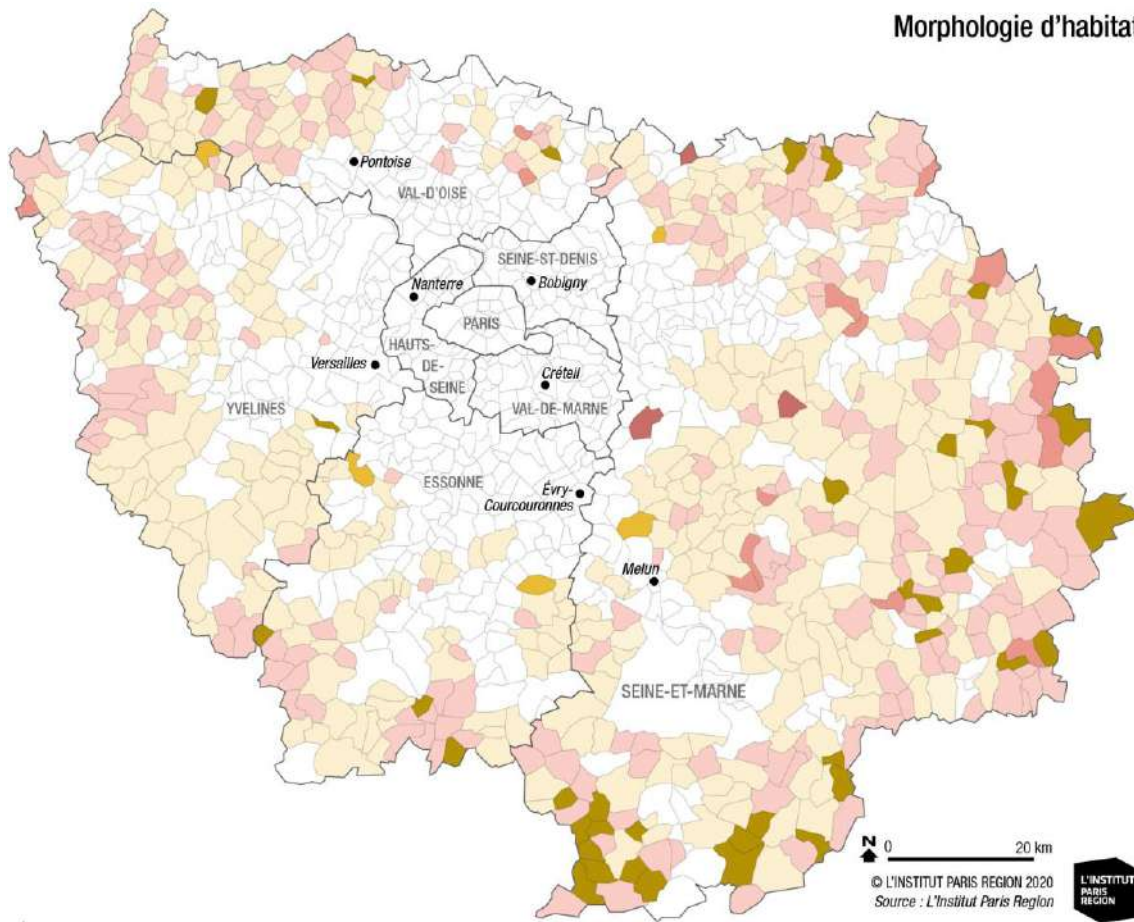 Morphologie d'habitat
Pontoise
VAL-D'OISE
SEINE-ST-DENIS
Nanterre
Bobigny
PARIS
HAUTS-
DE-
SEINE
Versailles
Créteil
VAL-DE-MARNE
YVELINES
ESSONNE
Évry-
Courcouronnes
Melun
SEINE-ET-MARNE
N 0 20 km
© L'INSTITUT PARIS REGION 2020
Source : L'Institut Paris Region
L'INSTITUT
PARIS
REGION